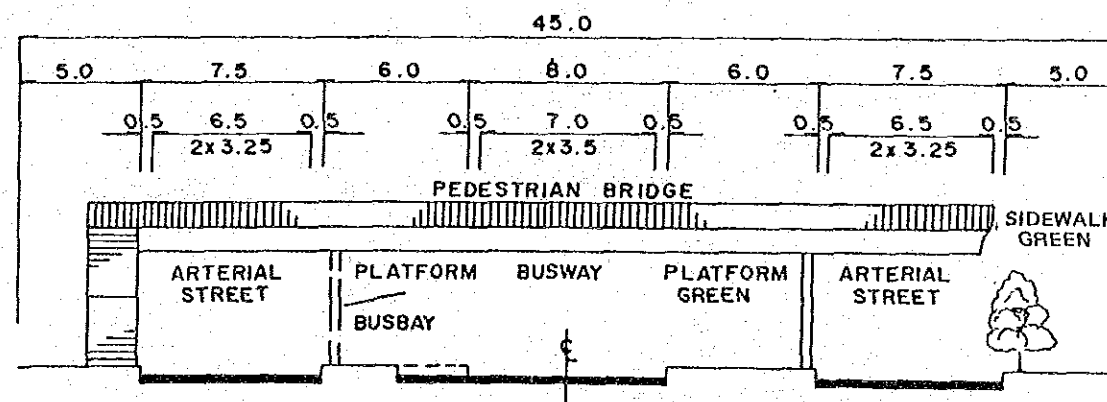 45.0
5.0 7.5 6.0 8.0 6.0 7.5 5.0
0.5 6.5 0.5 0.5 7.0 0.5 0.5 6.5 0.5
2x3.25 2x3.5 2x3.25
PEDESTRIAN BRIDGE
SIDEWALK
GREEN
ARTERIAL PLATFORM BUSWAY PLATFORM ARTERIAL
STREET GREEN STREET
BUSBAY
℄